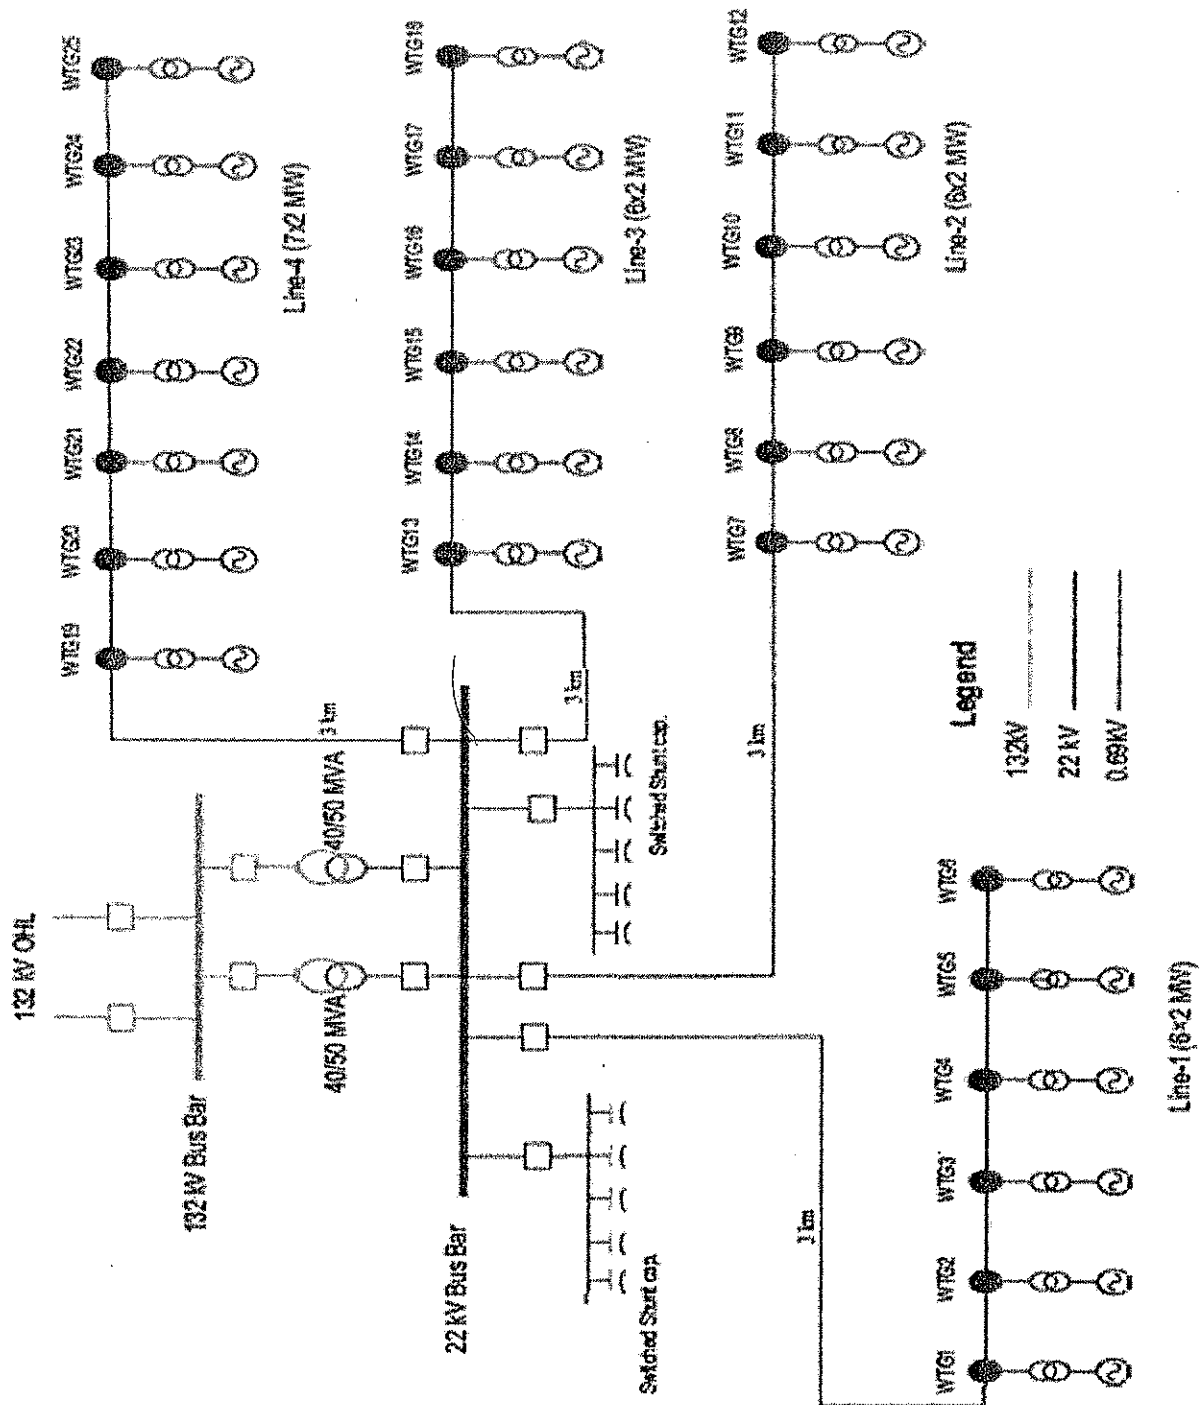 132 kV OHL
132 kV Bus Bar
40/50 MVA
40/50 MVA
22 kV Bus Bar
Switched Shunt cap.
Switched Shunt cap.
3 km
3 km
3 km
3 km
WTG19
WTG20
WTG21
WTG22
WTG23
WTG24
WTG25
Line-4 (7x2 MW)
WTG13
WTG14
WTG15
WTG16
WTG17
WTG18
Line-3 (6x2 MW)
WTG7
WTG8
WTG9
WTG10
WTG11
WTG12
Line-2 (6x2 MW)
WTG1
WTG2
WTG3
WTG4
WTG5
WTG6
Line-1 (6×2 MW)
Legend
132kV
22 kV
0.69kV